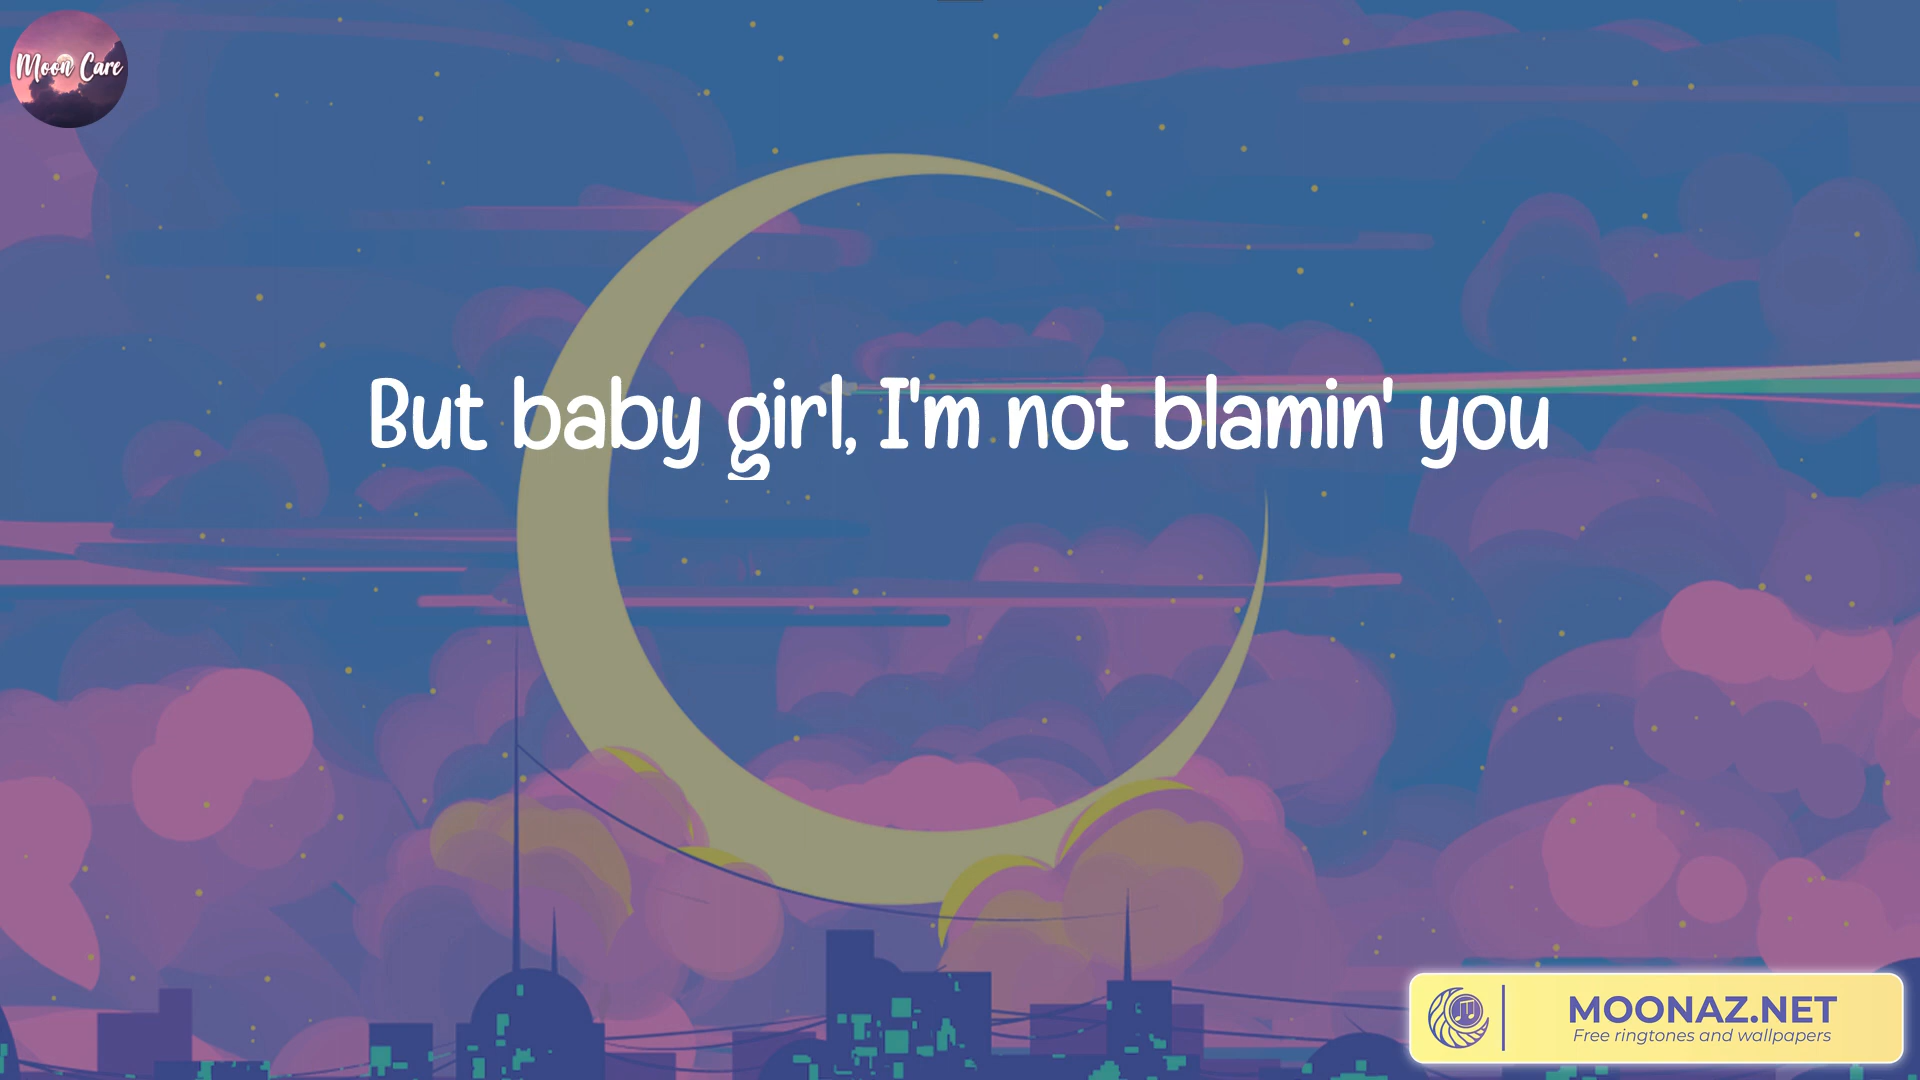 Moon Care
But baby girl, I'm not blamin' you
MOONAZ.NET
Free ringtones and wallpapers